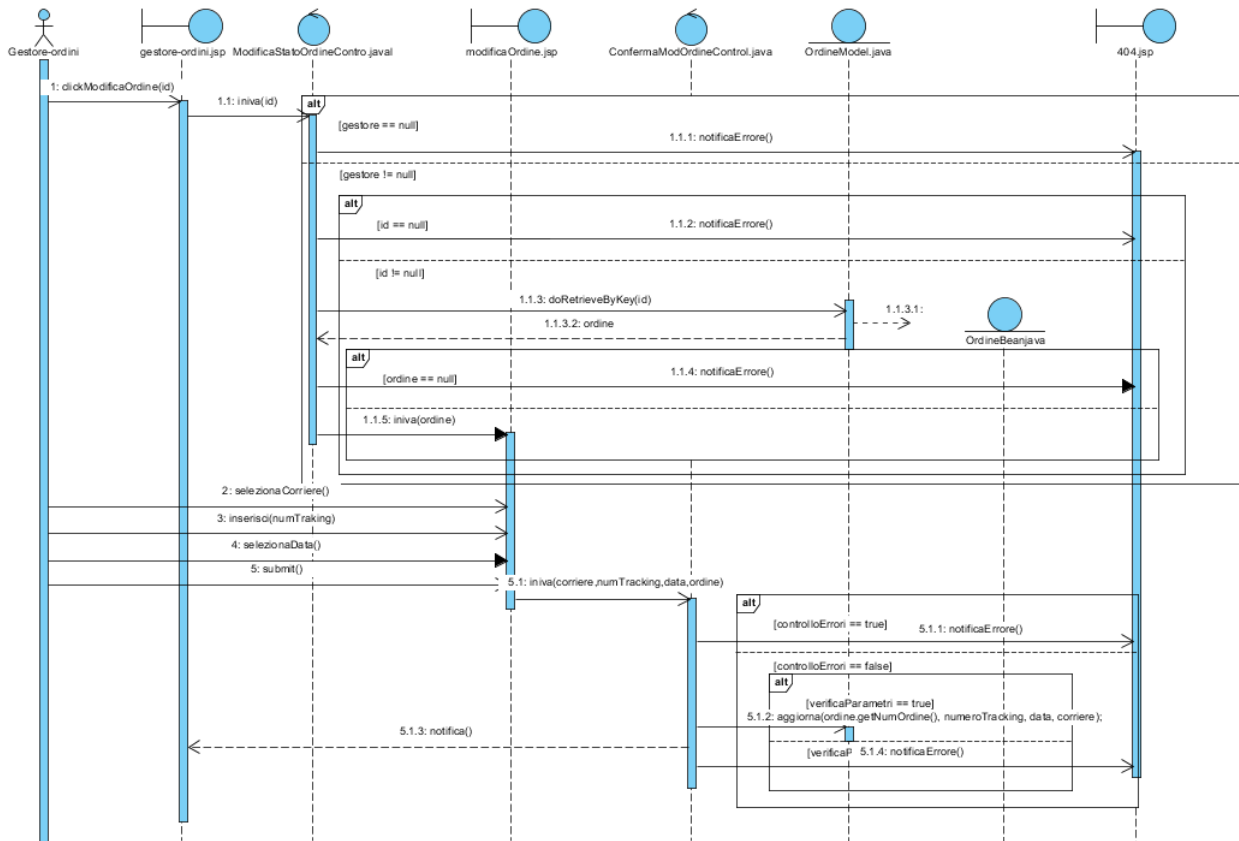 Gestore-ordini
gestore-ordini.jsp
ModificaStatoOrdineContro.javal
modificaOrdine.jsp
ConfermaModOrdineControl.java
OrdineModel.java
404.jsp
1: clickModificaOrdine(id)
1.1: iniva(id)
alt
[gestore == null]
1.1.1: notificaErrore()
[gestore != null]
alt
[id == null]
1.1.2: notificaErrore()
[id != null]
1.1.3: doRetrieveByKey(id)
1.1.3.1:
1.1.3.2: ordine
OrdineBeanjava
alt
[ordine == null]
1.1.4: notificaErrore()
1.1.5: iniva(ordine)
2: selezionaCorriere()
3: inserisci(numTraking)
4: selezionaData()
5: submit()
5.1: iniva(corriere,numTracking,data,ordine)
alt
[controlloErrori == true]
5.1.1: notificaErrore()
[controlloErrori == false]
alt
[verificaParametri == true]
5.1.2: aggiorna(ordine.getNumOrdine(), numeroTracking, data, corriere);
5.1.3: notifica()
[verificaP
5.1.4: notificaErrore()